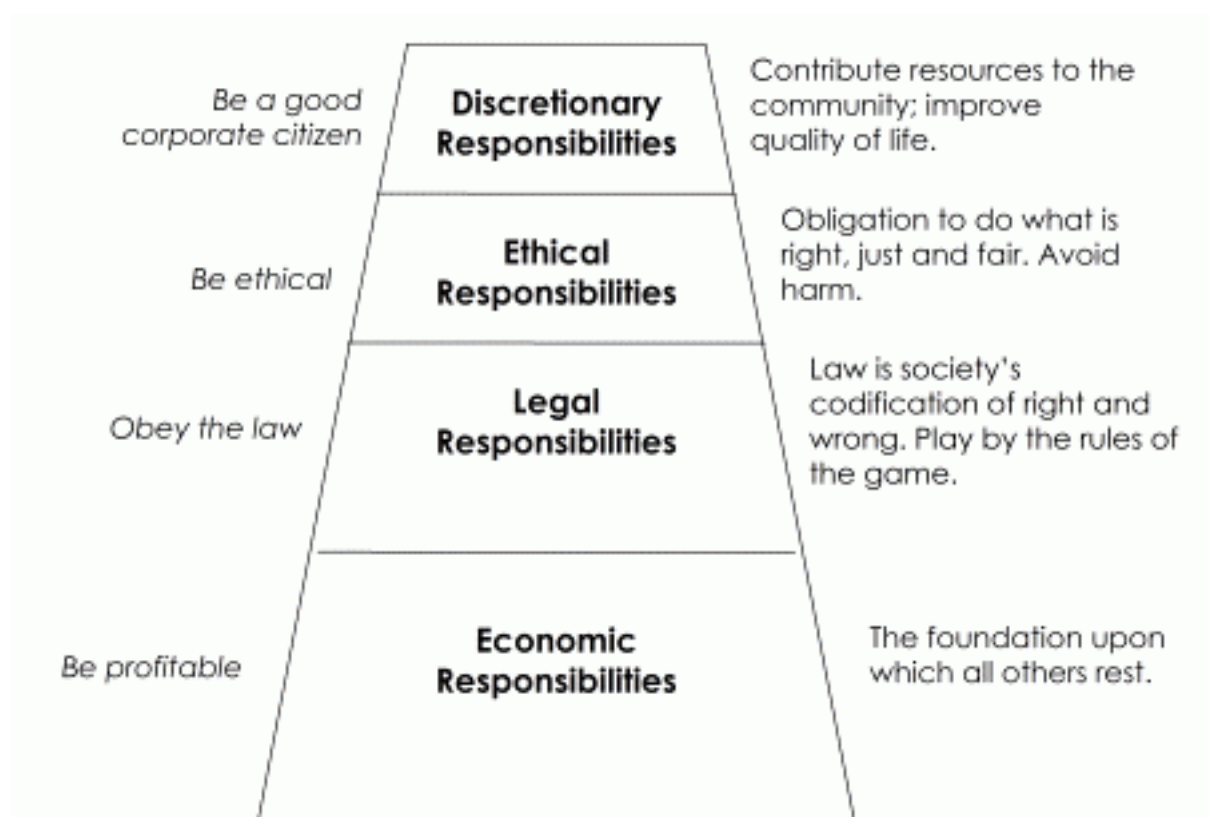 Be a good
corporate citizen
Discretionary
Responsibilities
Contribute resources to the
community; improve
quality of life.
Be ethical
Ethical
Responsibilities
Obligation to do what is
right, just and fair. Avoid
harm.
Obey the law
Legal
Responsibilities
Law is society's
codification of right and
wrong. Play by the rules of
the game.
Be profitable
Economic
Responsibilities
The foundation upon
which all others rest.